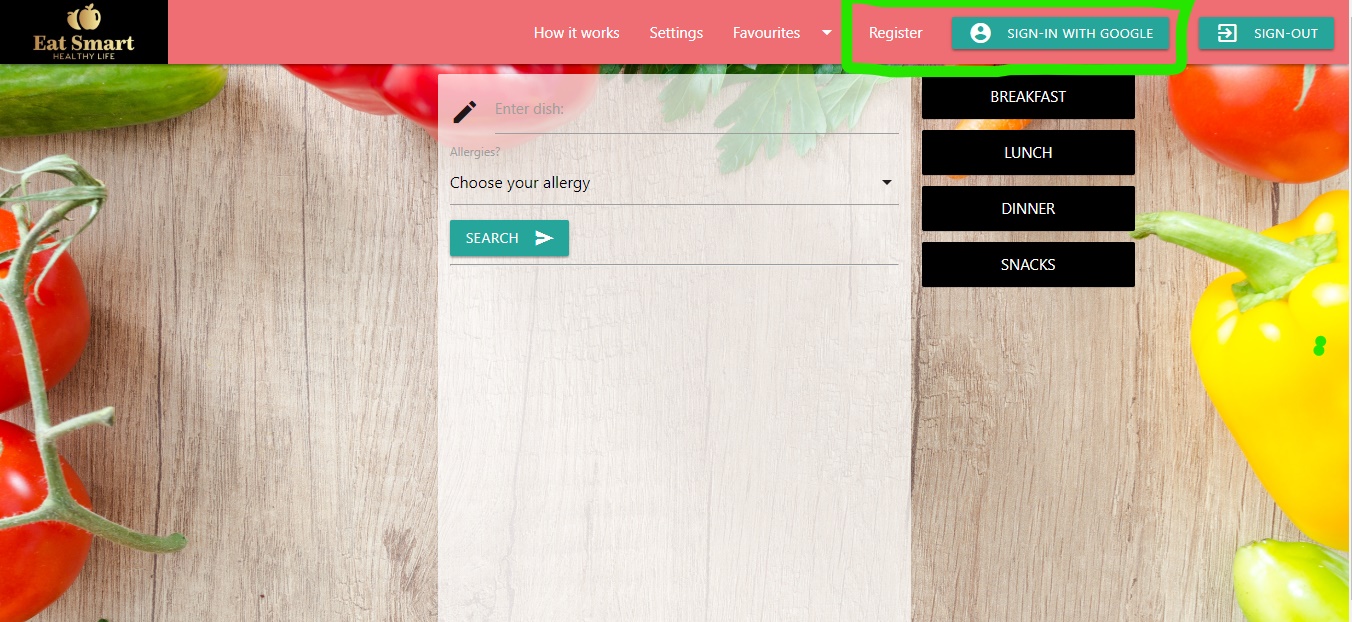 Eat Smart
HEALTHY LIFE
How it works
Settings
Favourites
Register
SIGN-IN WITH GOOGLE
SIGN-OUT
Enter dish:
Allergies?
Choose your allergy
SEARCH
BREAKFAST
LUNCH
DINNER
SNACKS